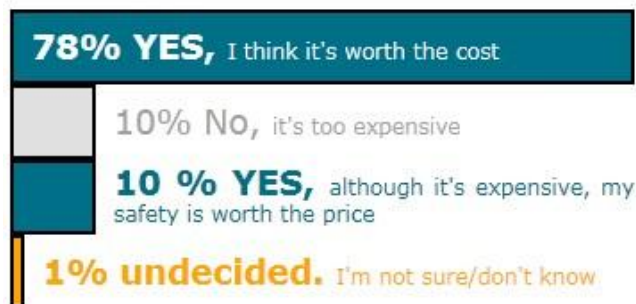 78% YES, I think it's worth the cost
10% No, it's too expensive
10 % YES, although it's expensive, my
safety is worth the price
1% undecided. I'm not sure/don't know